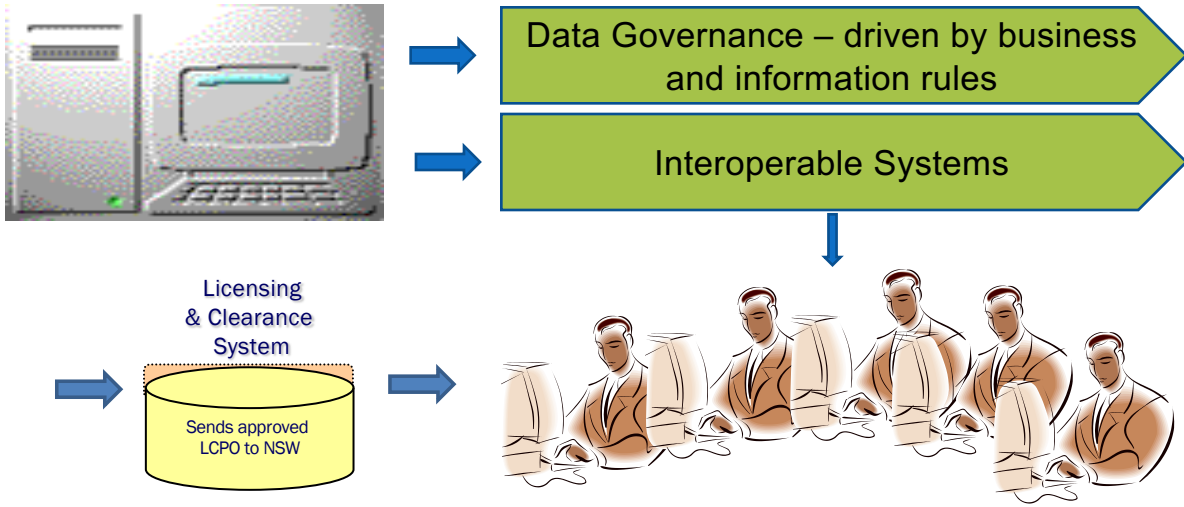 Data Governance – driven by business
and information rules
Interoperable Systems
Licensing
& Clearance
System
Sends approved
LCPO to NSW